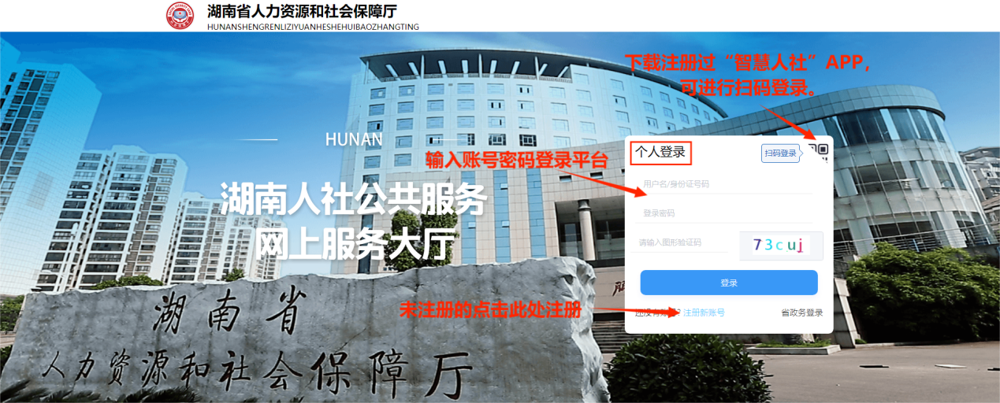 湖南省人力资源和社会保障厅
HUNANSHENGRENLIZIYUANHESHEHUIBAOZHANGTING
下载注册过“智慧人社”APP,
可进行扫码登录。
HUNAN
湖南人社公共服务
网上服务大厅
输入账号密码登录平台
个人登录
扫码登录
用户名/身份证号码
登录密码
请输入图形验证码
73cuj
登录
未注册的点击此处注册
还没有账号? 注册新账号
省政务登录
湖南省
人力资源和社会保障厅